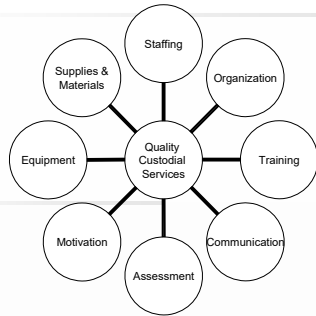 Staffing
Supplies &
Materials
Organization
Equipment
Quality
Custodial
Services
Training
Motivation
Communication
Assessment